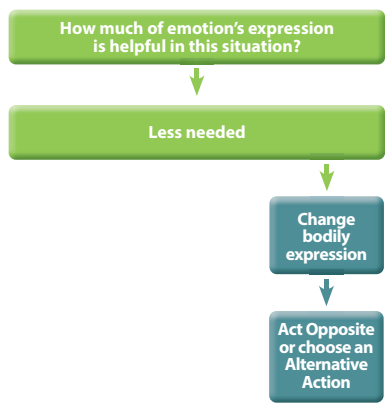 How much of emotion’s expression
is helpful in this situation?
Less needed
Change
bodily
expression
Act Opposite
or choose an
Alternative
Action